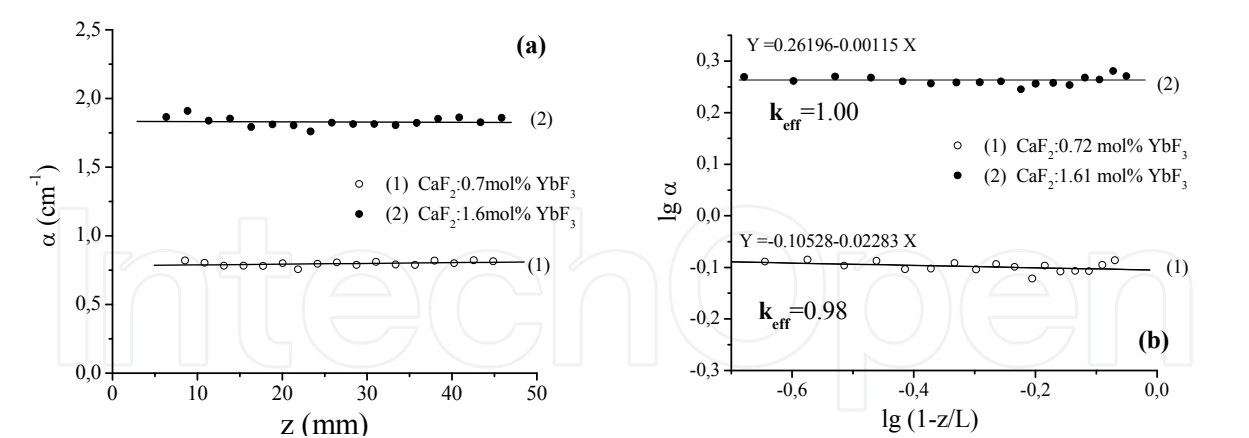 (a)
2,5
2,0
1,5
1,0
0,5
0,0
α (cm⁻¹)
0
10
20
30
40
50
z (mm)
(2)
(1) CaF₂:0.7mol% YbF₃
(2) CaF₂:1.6mol% YbF₃
(1)
Y =0.26196-0.00115 X
0,3
0,2
0,1
0,0
-0,1
-0,2
-0,3
lg α
(2)
k_eff=1.00
(1) CaF₂:0.72 mol% YbF₃
(2) CaF₂:1.61 mol% YbF₃
Y=-0.10528-0.02283 X
(1)
k_eff=0.98
(b)
-0,6
-0,4
-0,2
0,0
lg (1-z/L)
IntechOpen